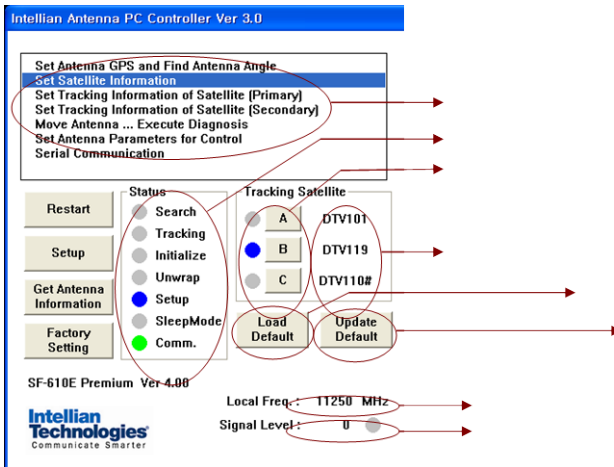 Intellian Antenna PC Controller Ver 3.0
Set Antenna GPS and Find Antenna Angle
Set Satellite Information
Set Tracking Information of Satellite (Primary)
Set Tracking Information of Satellite (Secondary)
Move Antenna ... Execute Diagnosis
Set Antenna Parameters for Control
Serial Communication
Restart
Setup
Get Antenna
Information
Factory
Setting
Status
Search
Tracking
Initialize
Unwrap
Setup
SleepMode
Comm.
Tracking Satellite
A DTV101
B DTV119
C DTV110#
Load
Default
Update
Default
SF-610E Premium Ver 4.00
Local Freq. : 11250 MHz
Signal Level : 0
Intellian
Technologies
Communicate Smarter